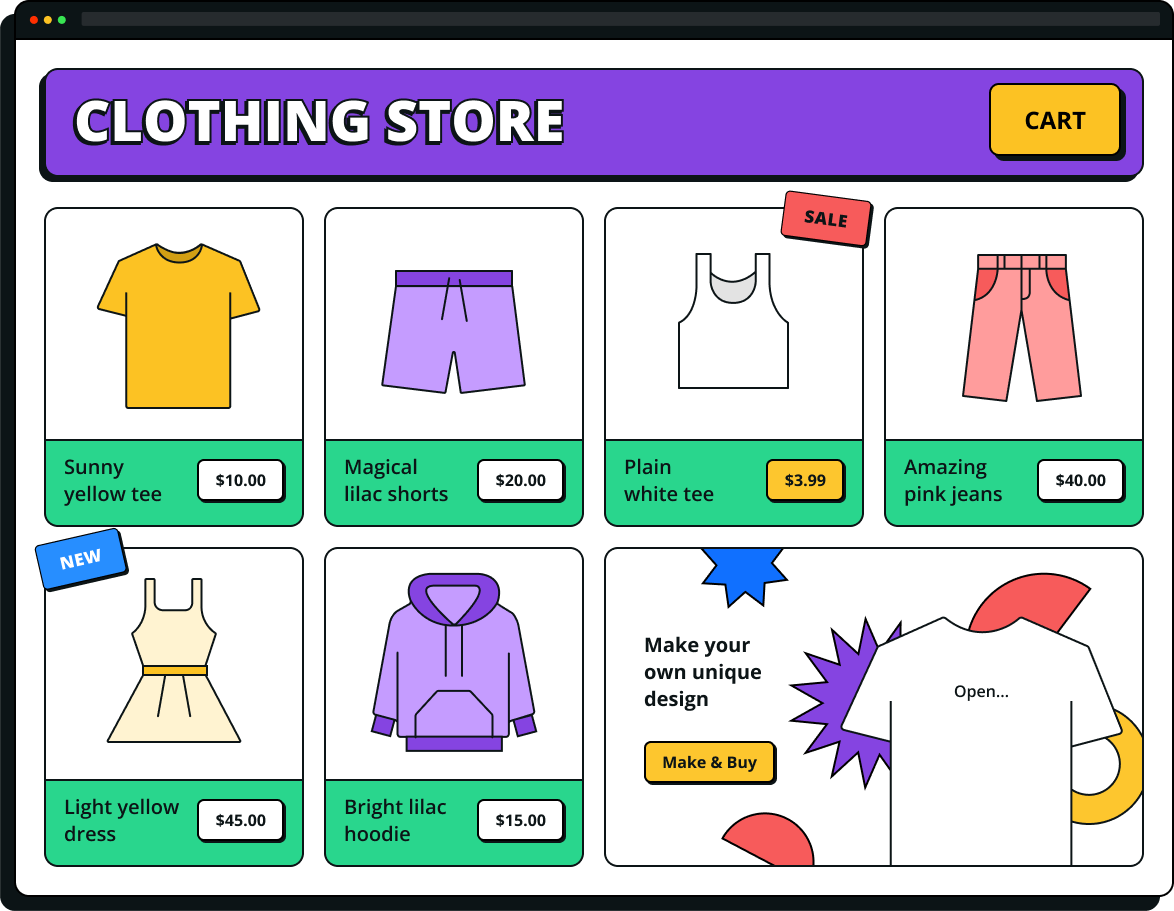 CLOTHING STORE
CART
Sunny
yellow tee
$10.00
Magical
lilac shorts
$20.00
SALE
Plain
white tee
$3.99
Amazing
pink jeans
$40.00
NEW
Light yellow
dress
$45.00
Bright lilac
hoodie
$15.00
Make your
own unique
design
Make & Buy
Open...